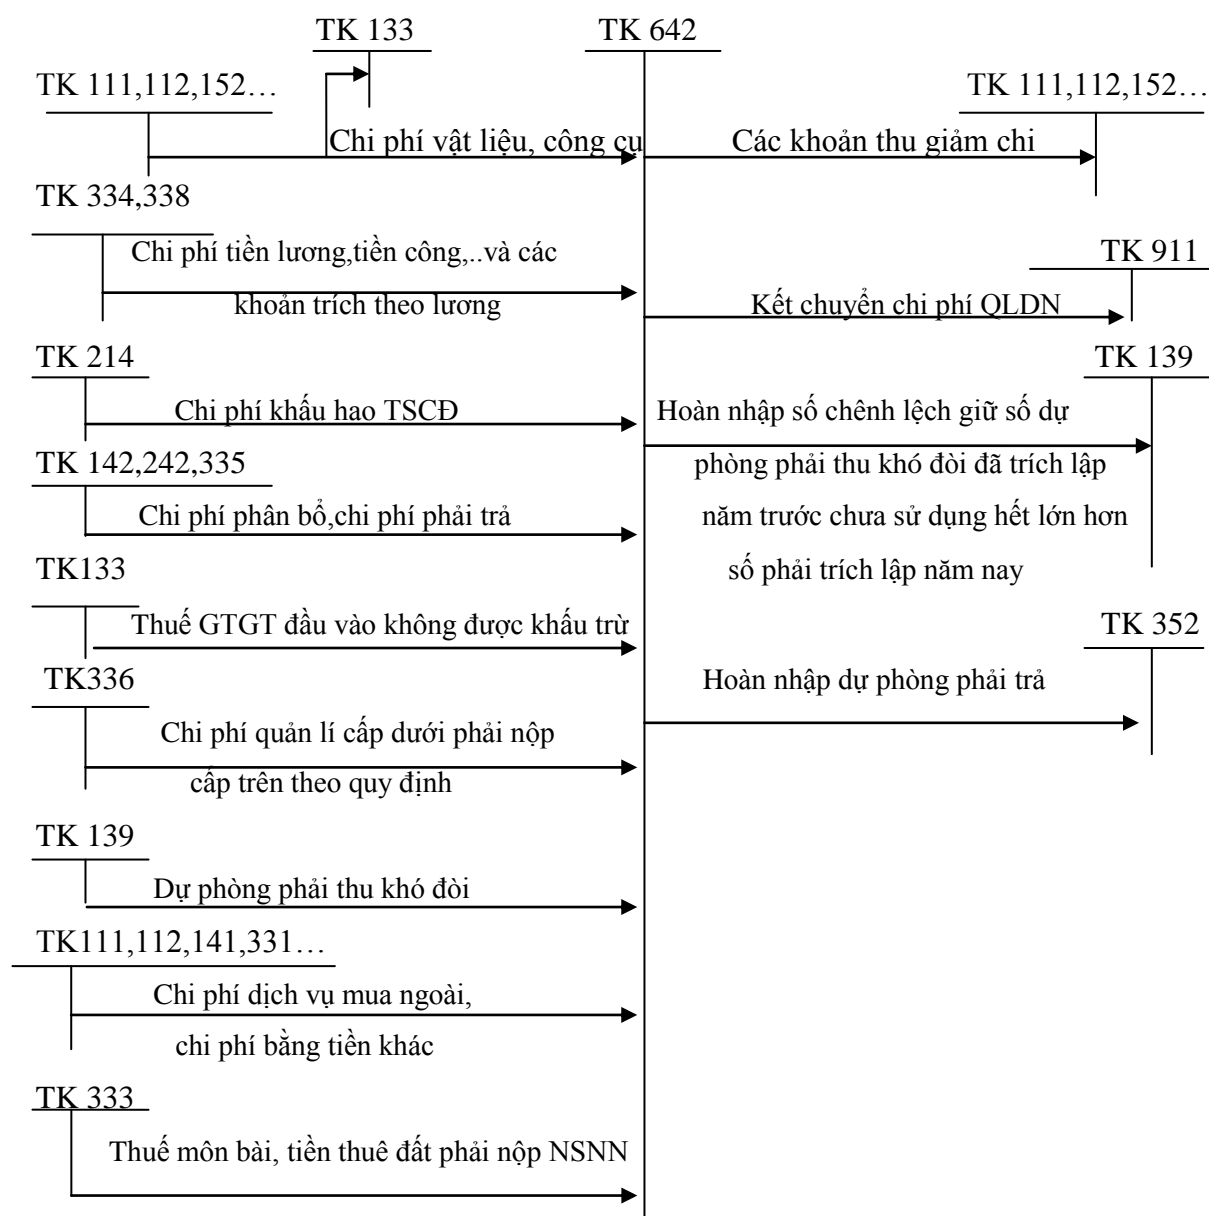 TK 133
TK 642
TK 111,112,152…
TK 111,112,152…
Chi phí vật liệu, công cụ
Các khoản thu giảm chi
TK 334,338
Chi phí tiền lương,tiền công,..và các
khoản trích theo lương
TK 911
Kết chuyển chi phí QLDN
TK 214
TK 139
Chi phí khấu hao TSCĐ
Hoàn nhập số chênh lệch giữ số dự
phòng phải thu khó đòi đã trích lập
năm trước chưa sử dụng hết lớn hơn
số phải trích lập năm nay
TK 142,242,335
Chi phí phân bổ,chi phí phải trả
TK133
Thuế GTGT đầu vào không được khấu trừ
TK 352
Hoàn nhập dự phòng phải trả
TK336
Chi phí quản lí cấp dưới phải nộp
cấp trên theo quy định
TK 139
Dự phòng phải thu khó đòi
TK111,112,141,331…
Chi phí dịch vụ mua ngoài,
chi phí bằng tiền khác
TK 333
Thuế môn bài, tiền thuê đất phải nộp NSNN